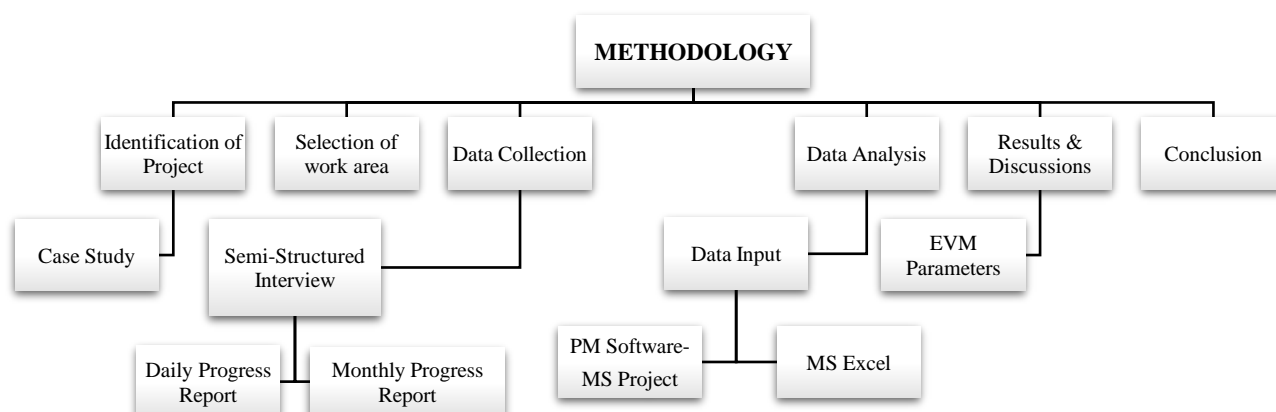 METHODOLOGY
Identification of
Project
Selection of
work area
Data Collection
Data Analysis
Results &
Discussions
Conclusion
Case Study
Semi-Structured
Interview
Data Input
EVM
Parameters
Daily Progress
Report
Monthly Progress
Report
PM Software-
MS Project
MS Excel